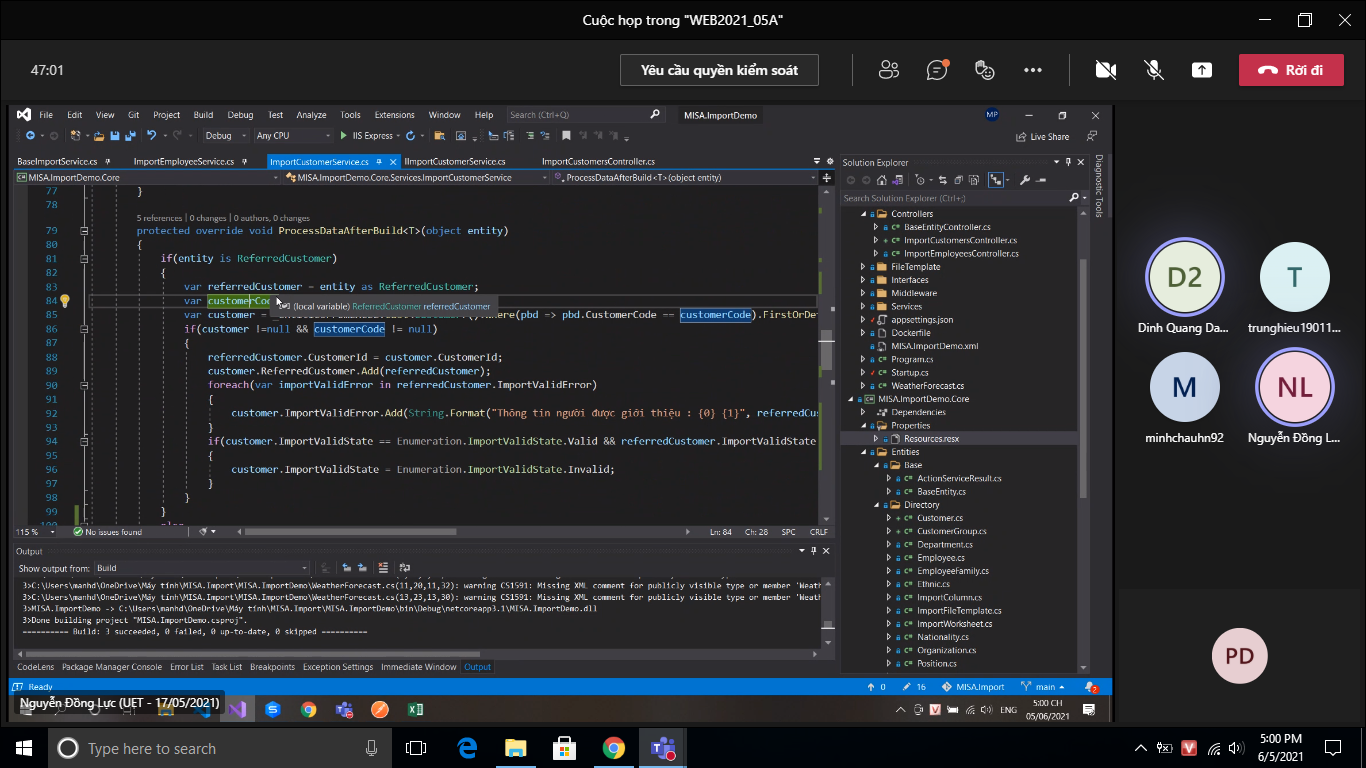 Cuộc họp trong "WEB2021_05A"
47:01
Yêu cầu quyền kiểm soát
Rời đi
File Edit View Git Project Build Debug Test Analyze Tools Extensions Window Help Search (Ctrl+Q) MISA.ImportDemo MP
Debug Any CPU IIS Express Live Share
BaseImportService.cs ImportEmployeeService.cs ImportCustomerService.cs IImportCustomerService.cs ImportCustomersController.cs
MISA.ImportDemo.Core MISA.ImportDemo.Core.Services.ImportCustomerService ProcessDataAfterBuild<T>(object entity)
77 }
78
5 references | 0 changes | 0 authors, 0 changes
79 protected override void ProcessDataAfterBuild<T>(object entity)
80 {
81 if(entity is ReferredCustomer)
82 {
83 var referredCustomer = entity as ReferredCustomer;
84 var customerCod
(local variable) ReferredCustomer referredCustomer
85 var customer = here(pbd => pbd.CustomerCode == customerCode).FirstOrDe
86 if(customer !=null && customerCode != null)
87 {
88 referredCustomer.CustomerId = customer.CustomerId;
89 customer.ReferredCustomer.Add(referredCustomer);
90 foreach(var importValidError in referredCustomer.ImportValidError)
91 {
92 customer.ImportValidError.Add(String.Format("Thông tin người được giới thiệu : {0} {1}", referredCu
93 }
94 if(customer.ImportValidState == Enumeration.ImportValidState.Valid && referredCustomer.ImportValidState
95 {
96 customer.ImportValidState = Enumeration.ImportValidState.Invalid;
97 }
98 }
99 }
115 % No issues found Ln: 84 Ch: 28 SPC CRLF
Output
Show output from: Build
3>C:\Users\manhd\OneDrive\Máy tính\MISA.Import\MISA.ImportDemo\WeatherForecast.cs(11,20,11,32): warning CS1591: Missing XML comment for publicly visible type or member 'Weath
3>C:\Users\manhd\OneDrive\Máy tính\MISA.Import\MISA.ImportDemo\WeatherForecast.cs(13,23,13,30): warning CS1591: Missing XML comment for publicly visible type or member 'Weath
3>MISA.ImportDemo -> C:\Users\manhd\OneDrive\Máy tính\MISA.Import\MISA.ImportDemo\bin\Debug\netcoreapp3.1\MISA.ImportDemo.dll
3>Done building project "MISA.ImportDemo.csproj".
========== Build: 3 succeeded, 0 failed, 0 up-to-date, 0 skipped ==========
CodeLens Package Manager Console Error List Task List Breakpoints Exception Settings Immediate Window Output
Ready 0 16 MISA.Import main 2
Solution Explorer
Search Solution Explorer (Ctrl+;)
Controllers
BaseEntityController.cs
ImportCustomersController.cs
ImportEmployeesController.cs
FileTemplate
Interfaces
Middleware
Services
appsettings.json
Dockerfile
MISAImportDemo.xml
Program.cs
Startup.cs
WeatherForecast.cs
MISA.ImportDemo.Core
Dependencies
Properties
Resources.resx
Entities
Base
ActionServiceResult.cs
BaseEntity.cs
Directory
Customer.cs
CustomerGroup.cs
Department.cs
Employee.cs
EmployeeFamily.cs
Ethnic.cs
ImportColumn.cs
ImportFileTemplate.cs
ImportWorksheet.cs
Nationality.cs
Organization.cs
Position.cs
Diagnostic Tools
Nguyễn Đồng Lực (UET - 17/05/2021)
ENG 5:00 CH
05/06/2021
D2 T
Dinh Quang Da... trunghieu19011...
M NL
minhchauhn92 Nguyễn Đồng L...
PD
Type here to search
5:00 PM
6/5/2021